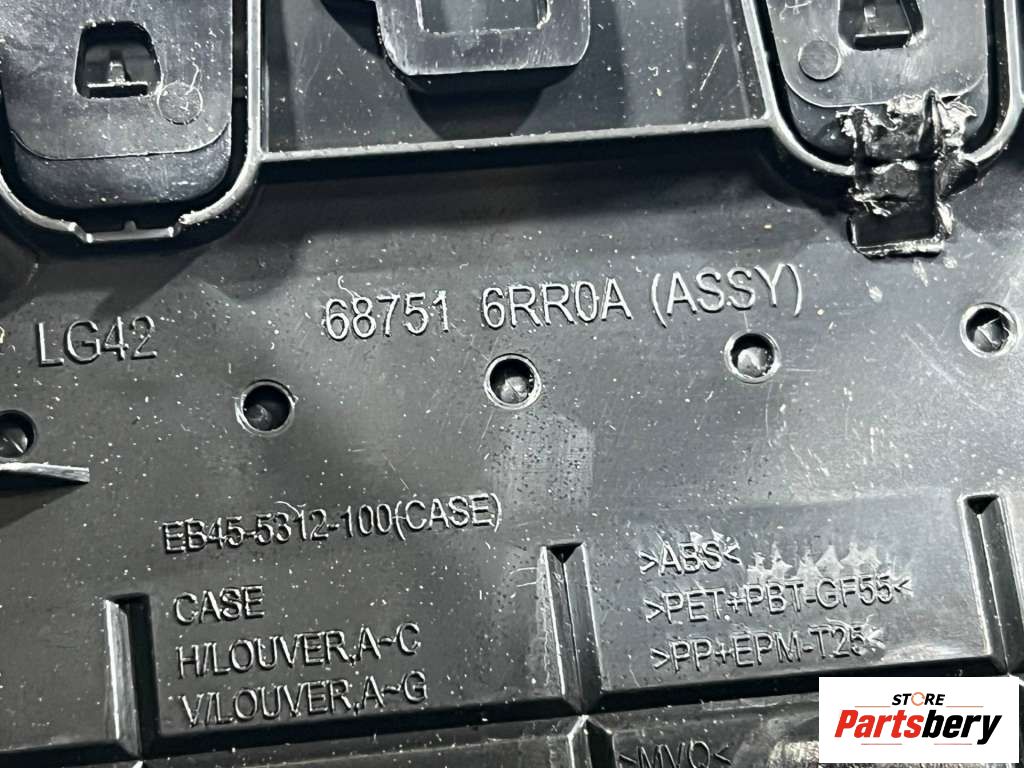 LG42
68751 6RR0A (ASSY)
EB45-5312-100(CASE)
CASE
H/LOUVER,A~C
V/LOUVER,A~G
>ABS<
>PET+PBT-GF55<
>PP+EPM-T25<
>MVQ<
STORE
Partsbery